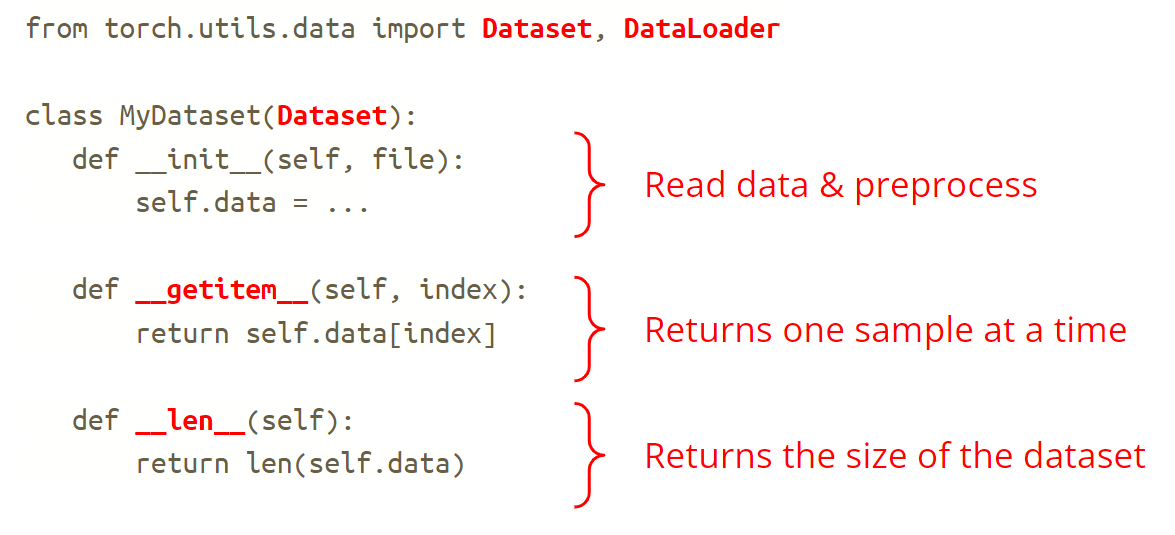 from torch.utils.data import Dataset, DataLoader
class MyDataset(Dataset):
def __init__(self, file):
self.data = ...
Read data & preprocess
def __getitem__(self, index):
return self.data[index]
Returns one sample at a time
def __len__(self):
return len(self.data)
Returns the size of the dataset